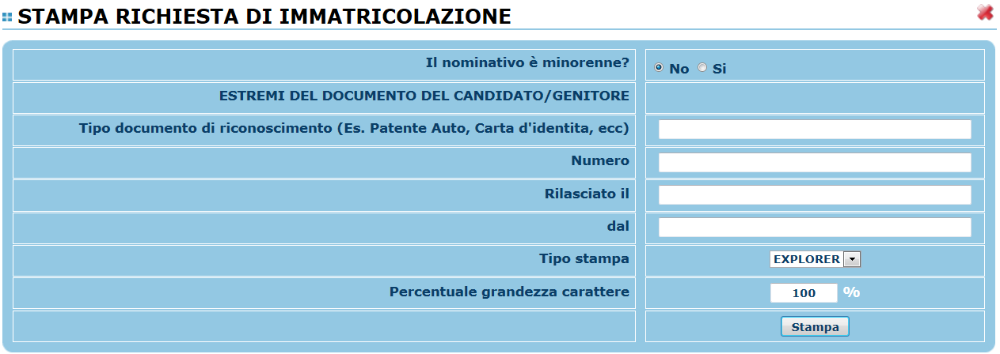 STAMPA RICHIESTA DI IMMATRICOLAZIONE
Il nominativo è minorenne? No Si
ESTREMI DEL DOCUMENTO DEL CANDIDATO/GENITORE
Tipo documento di riconoscimento (Es. Patente Auto, Carta d'identita, ecc)
Numero
Rilasciato il
dal
Tipo stampa EXPLORER
Percentuale grandezza carattere 100 %
Stampa